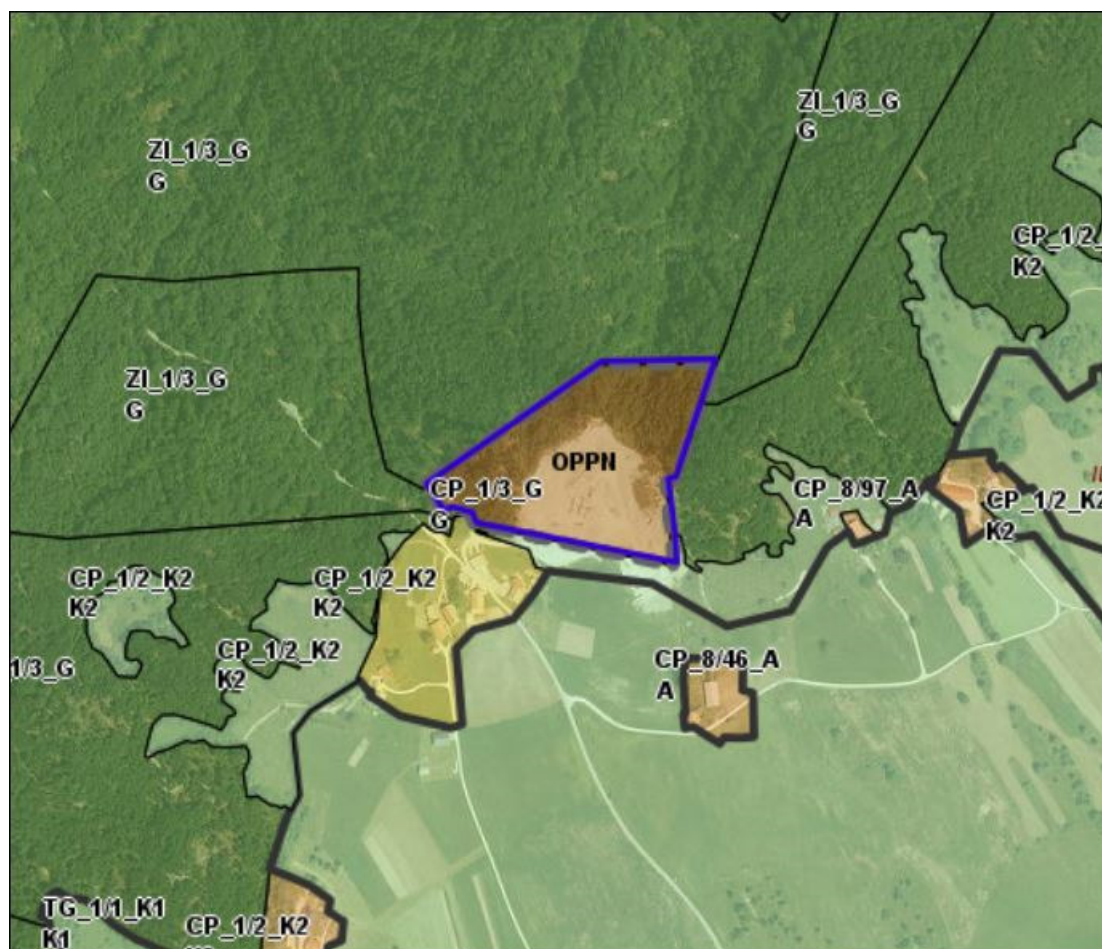 ZI_1/3_G
G
ZI_1/3_G
G
CP_1/2_
K2
ZI_1/3_G
G
OPPN
CP_1/3_G
G
CP_8/97_A
A
CP_1/2_K2
K2
CP_1/2_K2
K2
CP_1/2_K2
K2
CP_1/2_K2
K2
1/3_G
CP_8/46_A
A
TG_1/1_K1
K1
CP_1/2_K2